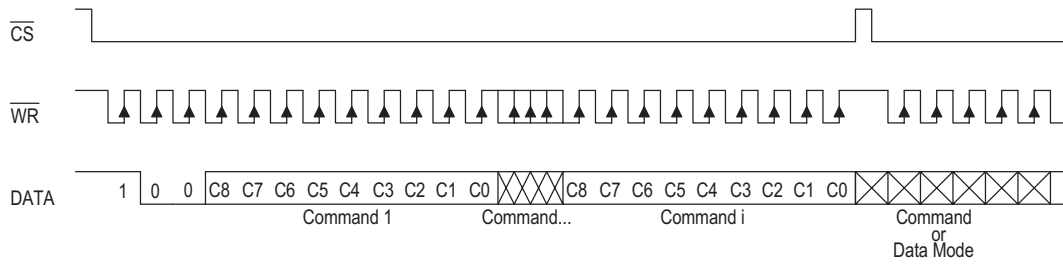 CS
WR
DATA 1 0 0 C8 C7 C6 C5 C4 C3 C2 C1 C0 C8 C7 C6 C5 C4 C3 C2 C1 C0
Command 1 Command... Command i Command
or
Data Mode